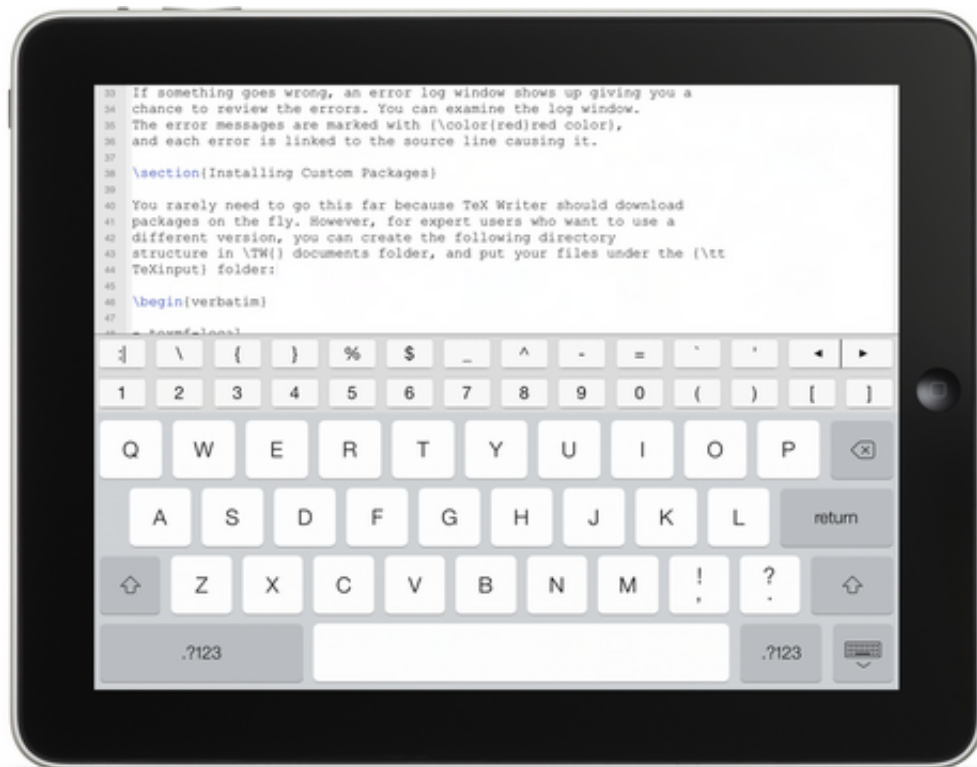 33 If something goes wrong, an error log window shows up giving you a
34 chance to review the errors. You can examine the log window.
35 The error messages are marked with {\color{red}red color},
36 and each error is linked to the source line causing it.
37
38 \section{Installing Custom Packages}
39
40 You rarely need to go this far because TeX Writer should download
41 packages on the fly. However, for expert users who want to use a
42 different version, you can create the following directory
43 structure in \TW{} documents folder, and put your files under the {\tt
44 TeXinput} folder:
45
46 \begin{verbatim}
47
48 - texmf-local
:| \ { } % $ _ ^ - = ` ' ◄ ►
1 2 3 4 5 6 7 8 9 0 ( ) [ ]
Q W E R T Y U I O P
A S D F G H J K L return
Z X C V B N M ! , ? .
.?123 .?123